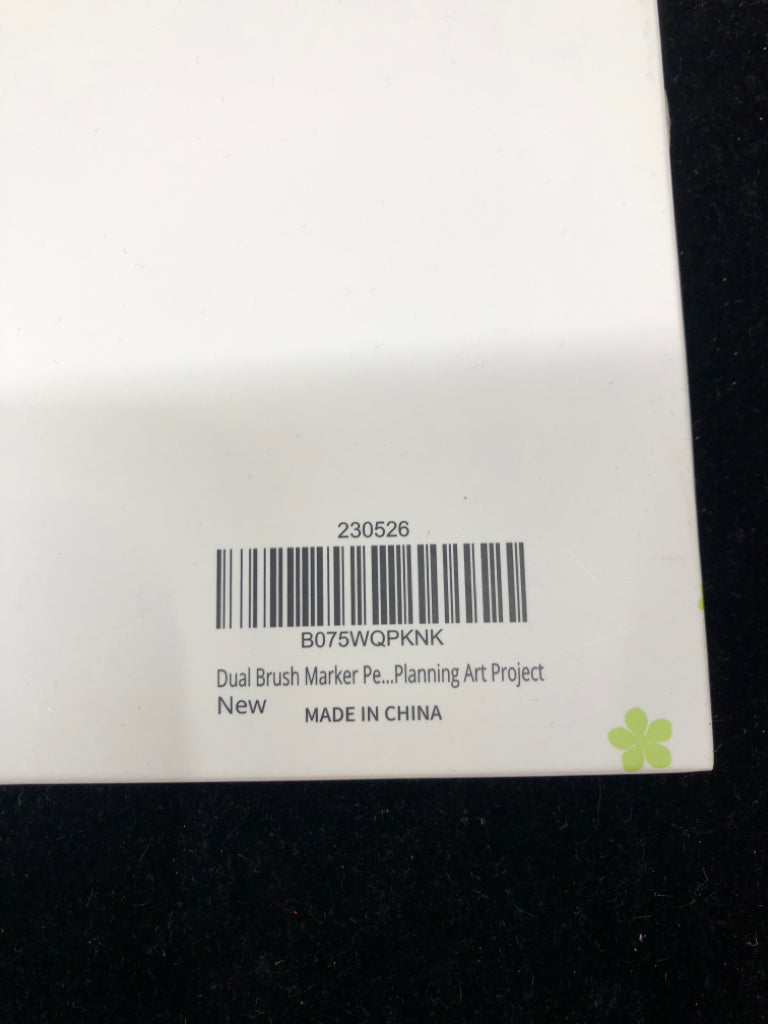 230526
B075WQPKNK
Dual Brush Marker Pe...Planning Art Project
New
MADE IN CHINA